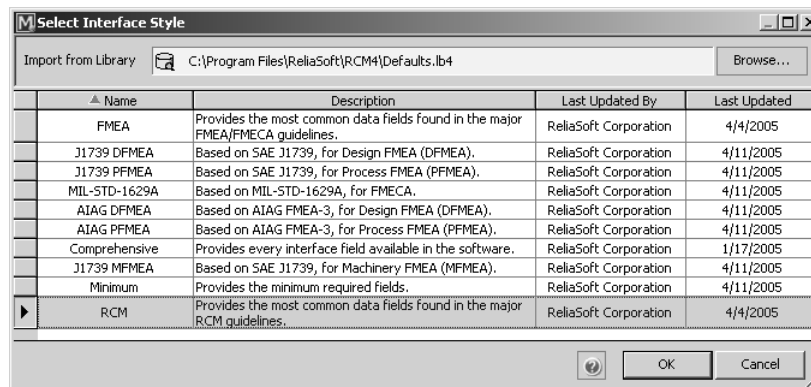 Select Interface Style
Import from Library C:\Program Files\ReliaSoft\RCM4\Defaults.lb4 Browse...
Name Description Last Updated By Last Updated
FMEA Provides the most common data fields found in the major FMEA/FMECA guidelines. ReliaSoft Corporation 4/4/2005
J1739 DFMEA Based on SAE J1739, for Design FMEA (DFMEA). ReliaSoft Corporation 4/11/2005
J1739 PFMEA Based on SAE J1739, for Process FMEA (PFMEA). ReliaSoft Corporation 4/11/2005
MIL-STD-1629A Based on MIL-STD-1629A, for FMECA. ReliaSoft Corporation 4/11/2005
AIAG DFMEA Based on AIAG FMEA-3, for Design FMEA (DFMEA). ReliaSoft Corporation 4/11/2005
AIAG PFMEA Based on AIAG FMEA-3, for Process FMEA (PFMEA). ReliaSoft Corporation 4/11/2005
Comprehensive Provides every interface field available in the software. ReliaSoft Corporation 1/17/2005
J1739 MFMEA Based on SAE J1739, for Machinery FMEA (MFMEA). ReliaSoft Corporation 4/11/2005
Minimum Provides the minimum required fields. ReliaSoft Corporation 4/11/2005
RCM Provides the most common data fields found in the major RCM guidelines. ReliaSoft Corporation 4/4/2005
OK Cancel